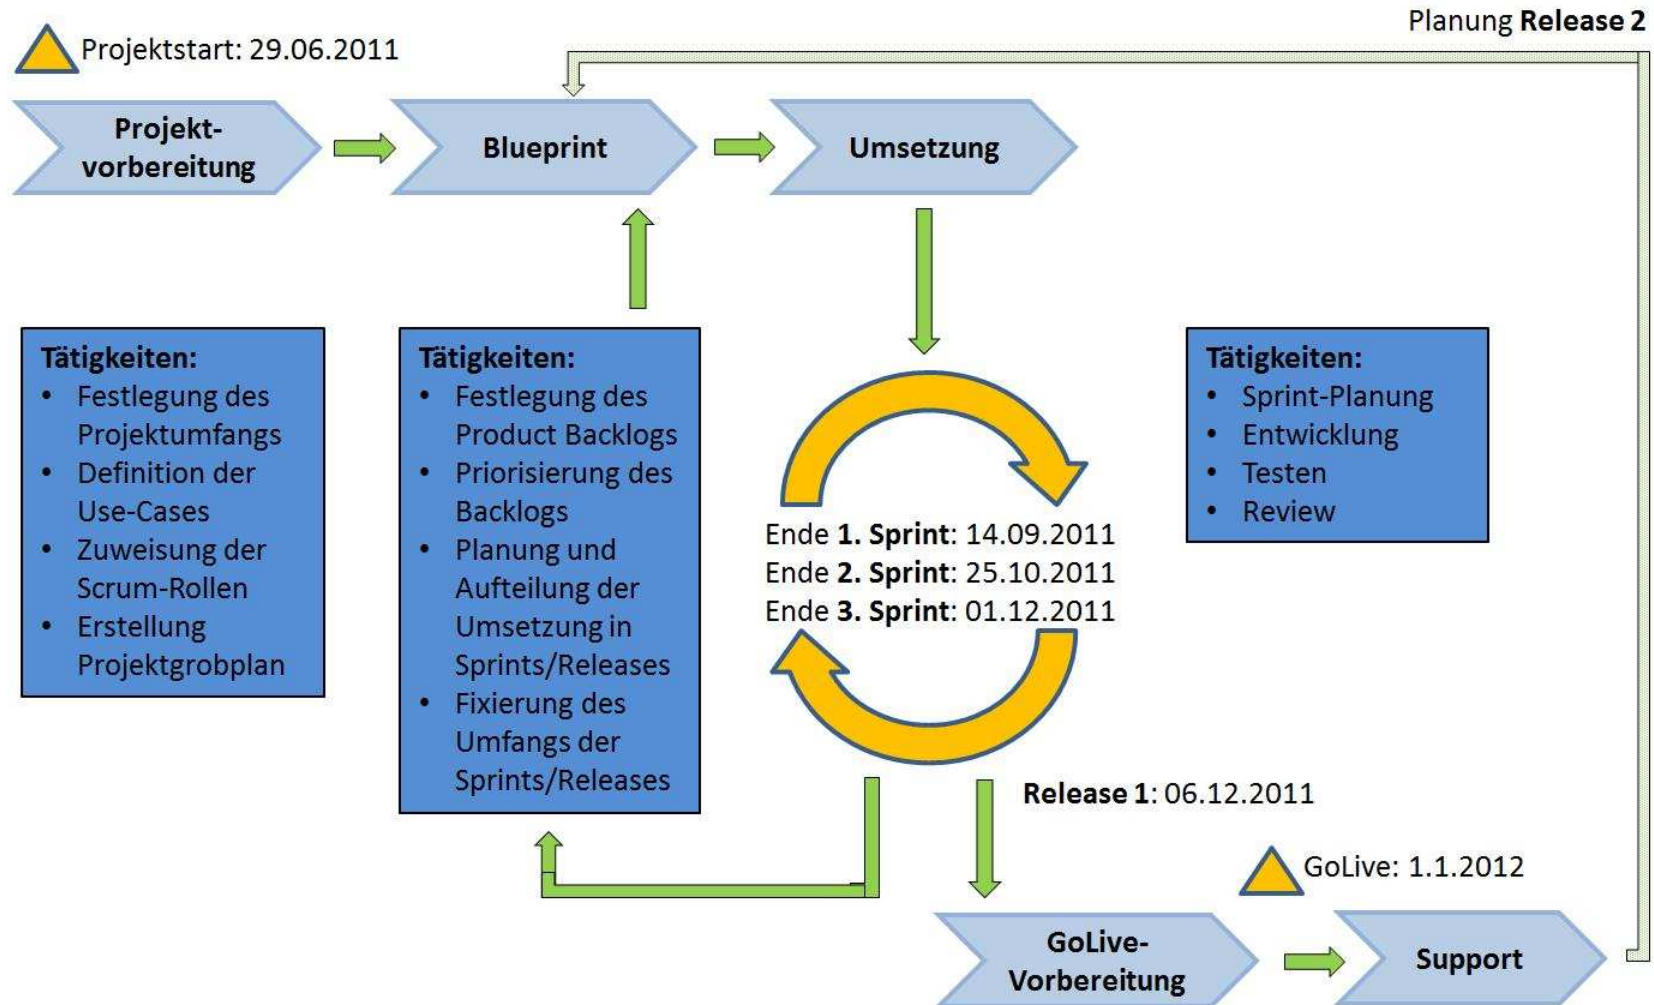 Planung Release 2
Projektstart: 29.06.2011
Projekt-
vorbereitung
Blueprint
Umsetzung
Tätigkeiten:
• Festlegung des
Projektumfangs
• Definition der
Use-Cases
• Zuweisung der
Scrum-Rollen
• Erstellung
Projektgrobplan
Tätigkeiten:
• Festlegung des
Product Backlogs
• Priorisierung des
Backlogs
• Planung und
Aufteilung der
Umsetzung in
Sprints/Releases
• Fixierung des
Umfangs der
Sprints/Releases
Ende 1. Sprint: 14.09.2011
Ende 2. Sprint: 25.10.2011
Ende 3. Sprint: 01.12.2011
Tätigkeiten:
• Sprint-Planung
• Entwicklung
• Testen
• Review
Release 1: 06.12.2011
GoLive: 1.1.2012
GoLive-
Vorbereitung
Support